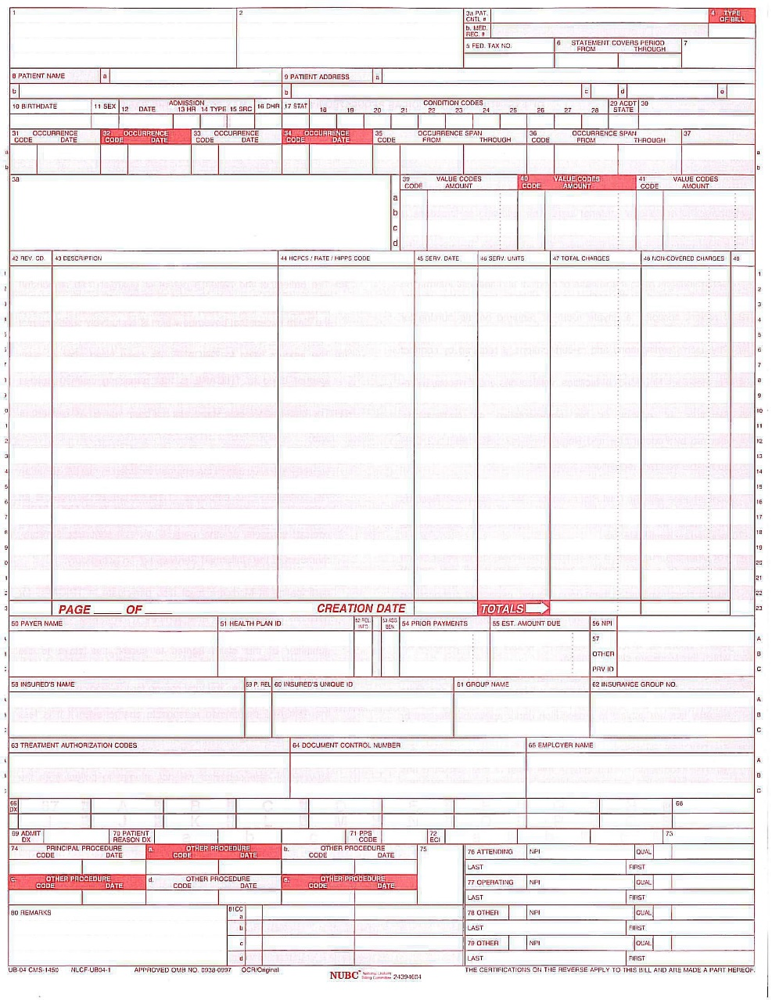 1 2 3a PAT. CNTL # 4 TYPE OF BILL
b. MED. REC. #
5 FED. TAX NO. 6 STATEMENT COVERS PERIOD FROM THROUGH 7
8 PATIENT NAME a 9 PATIENT ADDRESS a
b b c d e
10 BIRTHDATE 11 SEX ADMISSION 12 DATE 13 HR 14 TYPE 15 SRC 16 DHR 17 STAT CONDITION CODES 18 19 20 21 22 23 24 25 26 27 28 29 ACDT STATE 30
31 OCCURRENCE CODE DATE 32 OCCURRENCE CODE DATE 33 OCCURRENCE CODE DATE 34 OCCURRENCE CODE DATE 35 OCCURRENCE SPAN CODE FROM THROUGH 36 OCCURRENCE SPAN CODE FROM THROUGH 37
a a
b b
38 39 VALUE CODES CODE AMOUNT 40 VALUE CODES CODE AMOUNT 41 VALUE CODES CODE AMOUNT
a
b
c
d
42 REV. CD. 43 DESCRIPTION 44 HCPCS / RATE / HIPPS CODE 45 SERV. DATE 46 SERV. UNITS 47 TOTAL CHARGES 48 NON-COVERED CHARGES 49
1 1
2 2
3 3
4 4
5 5
6 6
7 7
8 8
9 9
0 10
1 11
2 12
3 13
4 14
5 15
6 16
7 17
8 18
9 19
0 20
1 21
2 22
3 PAGE ____ OF ____ CREATION DATE TOTALS 23
50 PAYER NAME 51 HEALTH PLAN ID 52 REL. INFO 53 ASG. BEN. 54 PRIOR PAYMENTS 55 EST. AMOUNT DUE 56 NPI
57 A
OTHER B
PRV ID C
58 INSURED'S NAME 59 P. REL 60 INSURED'S UNIQUE ID 61 GROUP NAME 62 INSURANCE GROUP NO.
A
B
C
63 TREATMENT AUTHORIZATION CODES 64 DOCUMENT CONTROL NUMBER 65 EMPLOYER NAME
A
B
C
66 DX 68
69 ADMIT DX 70 PATIENT REASON DX 71 PPS CODE 72 ECI 73
74 PRINCIPAL PROCEDURE CODE DATE a. OTHER PROCEDURE CODE DATE b. OTHER PROCEDURE CODE DATE 75 76 ATTENDING NPI QUAL
LAST FIRST
c. OTHER PROCEDURE CODE DATE d. OTHER PROCEDURE CODE DATE e. OTHER PROCEDURE CODE DATE 77 OPERATING NPI QUAL
LAST FIRST
80 REMARKS 81CC a 78 OTHER NPI QUAL
b LAST FIRST
c 79 OTHER NPI QUAL
d LAST FIRST
UB-04 CMS-1450 NLCF-UB04-1 APPROVED OMB NO. 0938-0997 OCR/Original NUBC National Uniform Billing Committee 24394604 THE CERTIFICATIONS ON THE REVERSE APPLY TO THIS BILL AND ARE MADE A PART HEREOF.